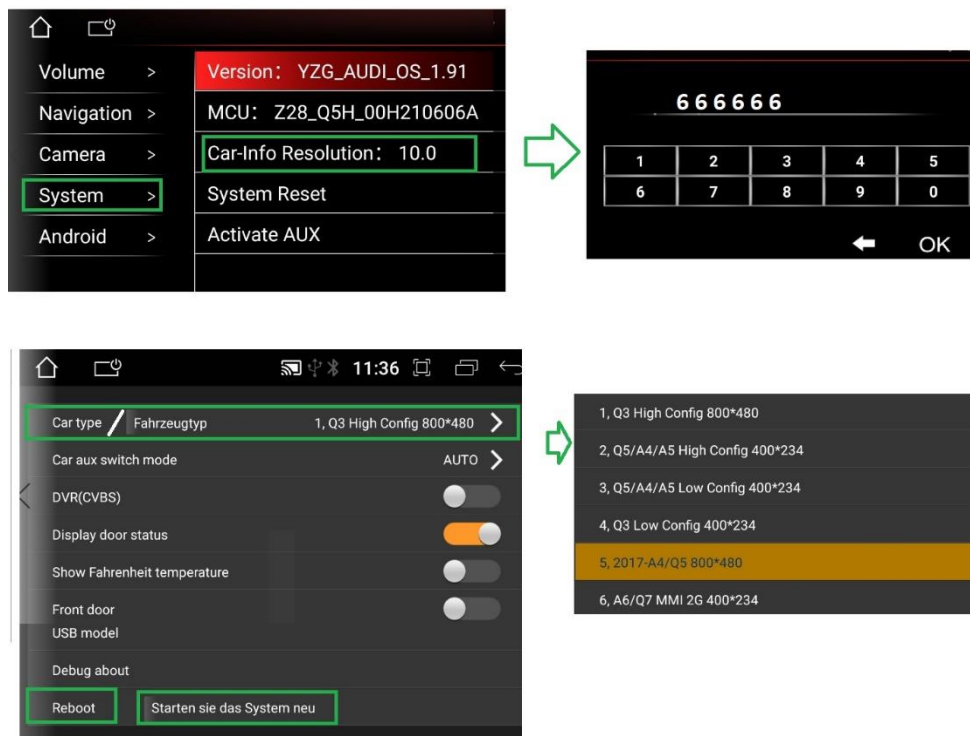 Volume >
Version： YZG_AUDI_OS_1.91
Navigation >
MCU： Z28_Q5H_00H210606A
Camera >
Car-Info Resolution： 10.0
System >
System Reset
Android >
Activate AUX
666666
1 2 3 4 5
6 7 8 9 0
OK
11:36
Car type / Fahrzeugtyp 1, Q3 High Config 800*480 >
Car aux switch mode AUTO >
DVR(CVBS)
Display door status
Show Fahrenheit temperature
Front door
USB model
Debug about
Reboot Starten sie das System neu
1, Q3 High Config 800*480
2, Q5/A4/A5 High Config 400*234
3, Q5/A4/A5 Low Config 400*234
4, Q3 Low Config 400*234
5, 2017-A4/Q5 800*480
6, A6/Q7 MMI 2G 400*234